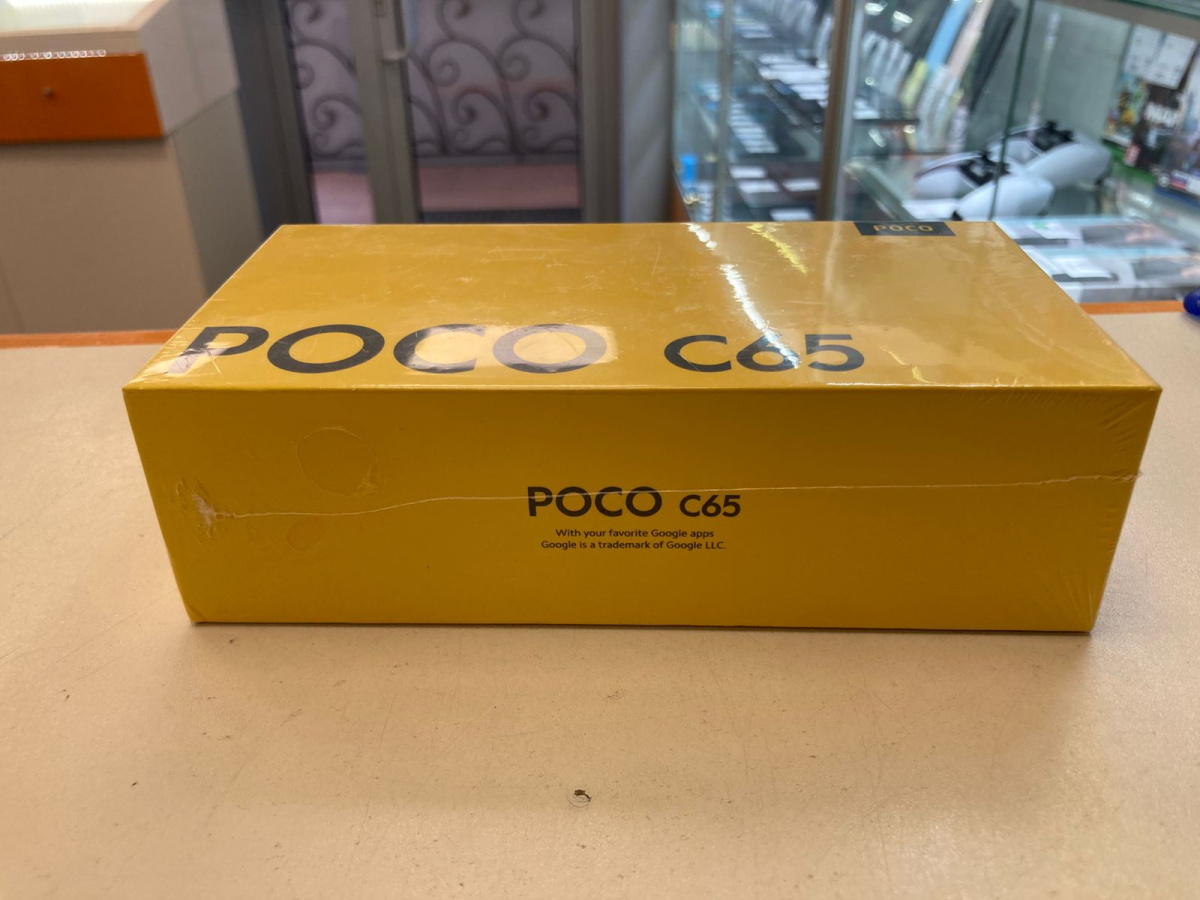 POCO
POCO C65
POCO C65
With your favorite Google apps
Google is a trademark of Google LLC.